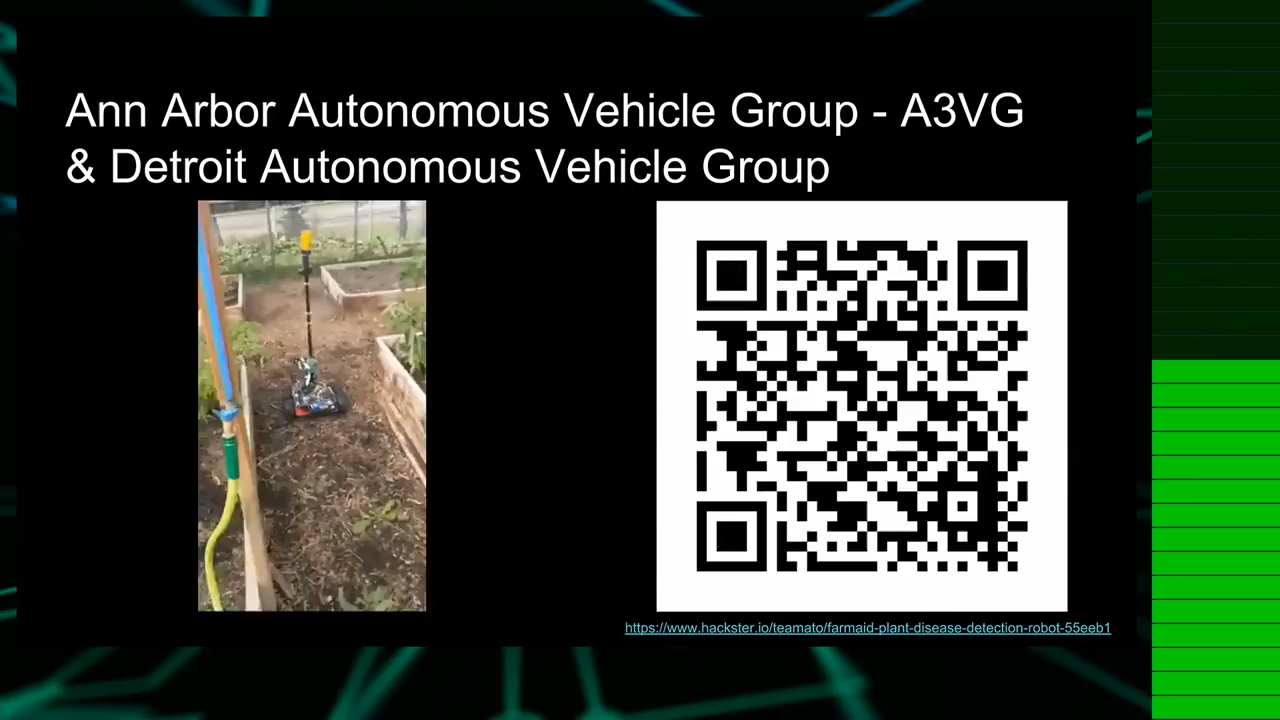 Ann Arbor Autonomous Vehicle Group - A3VG
& Detroit Autonomous Vehicle Group
https://www.hackster.io/teamato/farmaid-plant-disease-detection-robot-55eeb1